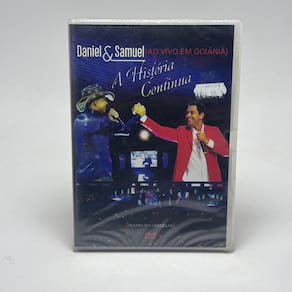 Daniel & Samuel (AO VIVO EM GOIÂNIA)
A História
Continua